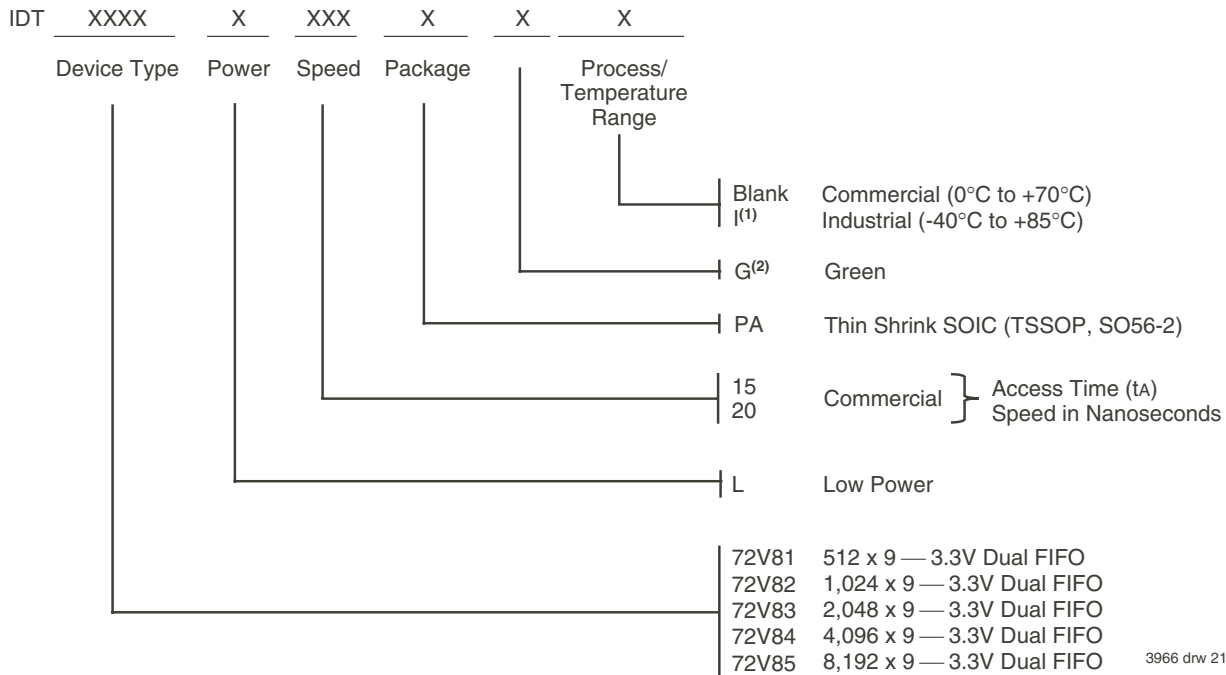 IDT XXXX X XXX X X X
Device Type Power Speed Package Process/
Temperature
Range
Blank Commercial (0°C to +70°C)
I(1) Industrial (-40°C to +85°C)
G(2) Green
PA Thin Shrink SOIC (TSSOP, SO56-2)
15
20
Commercial
Access Time (tA)
Speed in Nanoseconds
L Low Power
72V81 512 x 9 — 3.3V Dual FIFO
72V82 1,024 x 9 — 3.3V Dual FIFO
72V83 2,048 x 9 — 3.3V Dual FIFO
72V84 4,096 x 9 — 3.3V Dual FIFO
72V85 8,192 x 9 — 3.3V Dual FIFO
3966 drw 21